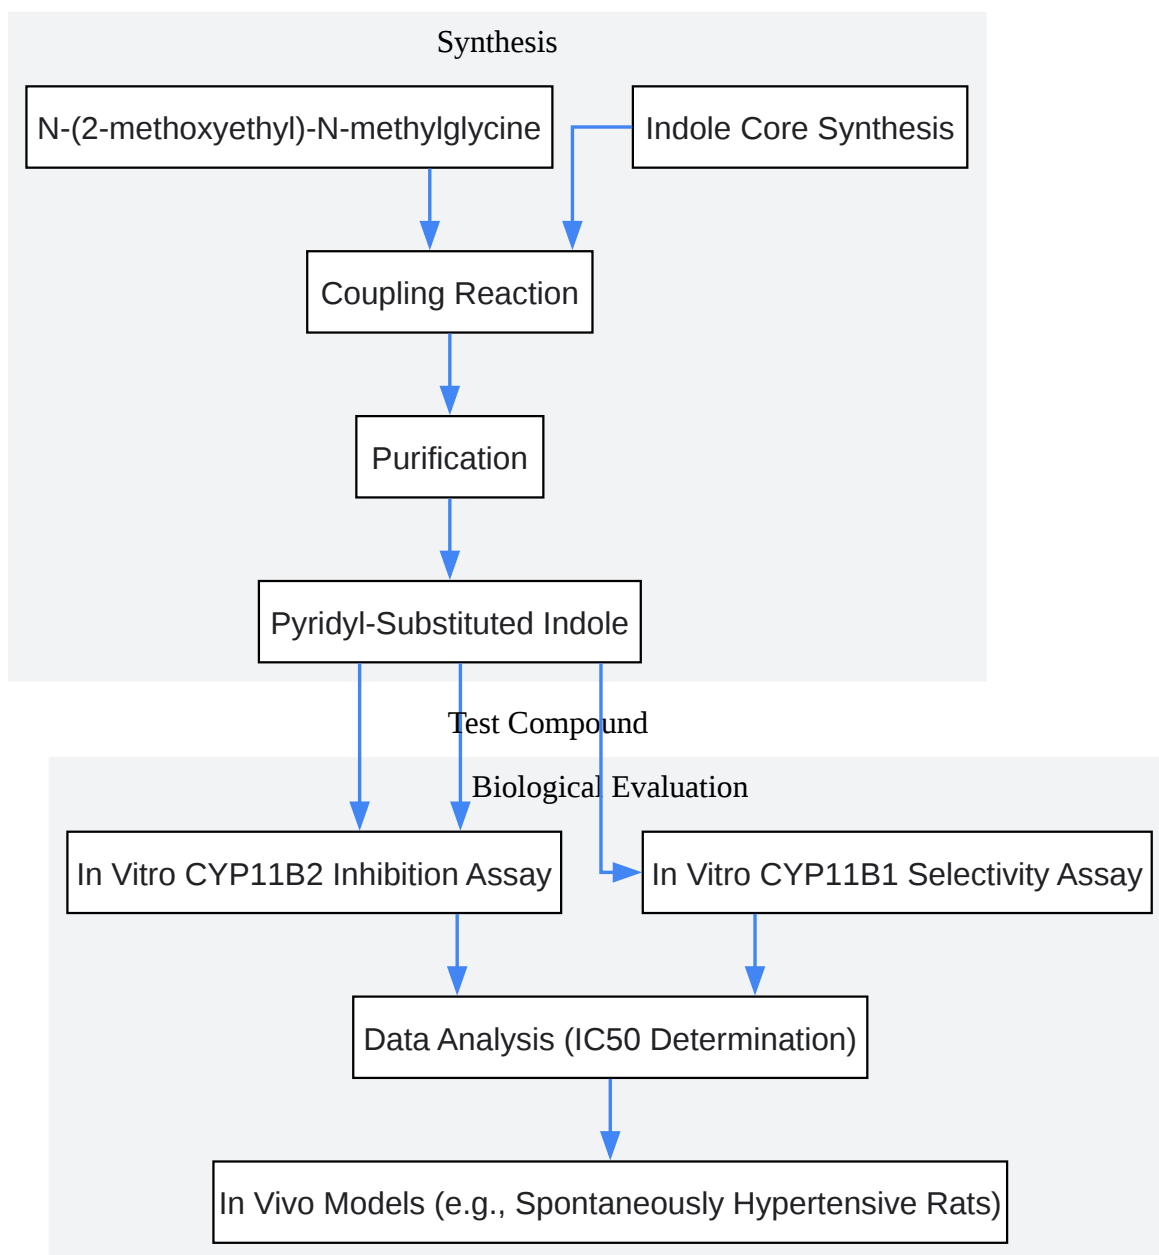 Synthesis
N-(2-methoxyethyl)-N-methylglycine
Indole Core Synthesis
Coupling Reaction
Purification
Pyridyl-Substituted Indole
Test Compound
Biological Evaluation
In Vitro CYP11B2 Inhibition Assay
In Vitro CYP11B1 Selectivity Assay
Data Analysis (IC50 Determination)
In Vivo Models (e.g., Spontaneously Hypertensive Rats)